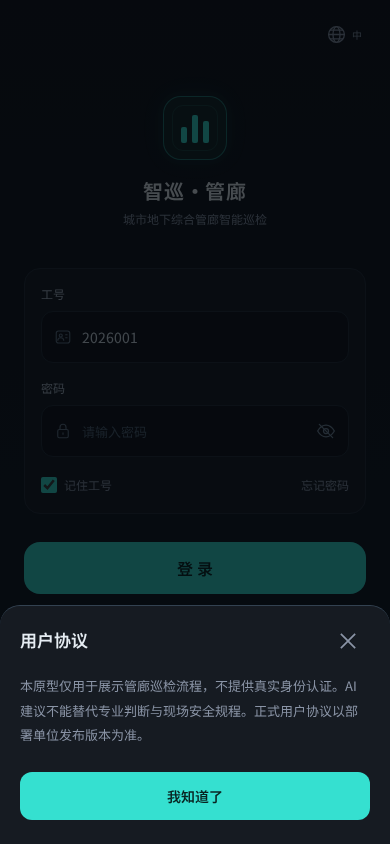 中
智巡·管廊
城市地下综合管廊智能巡检
工号
2026001
密码
请输入密码
记住工号
忘记密码
登 录
用户协议
本原型仅用于展示管廊巡检流程，不提供真实身份认证。AI
建议不能替代专业判断与现场安全规程。正式用户协议以部
署单位发布版本为准。
我知道了